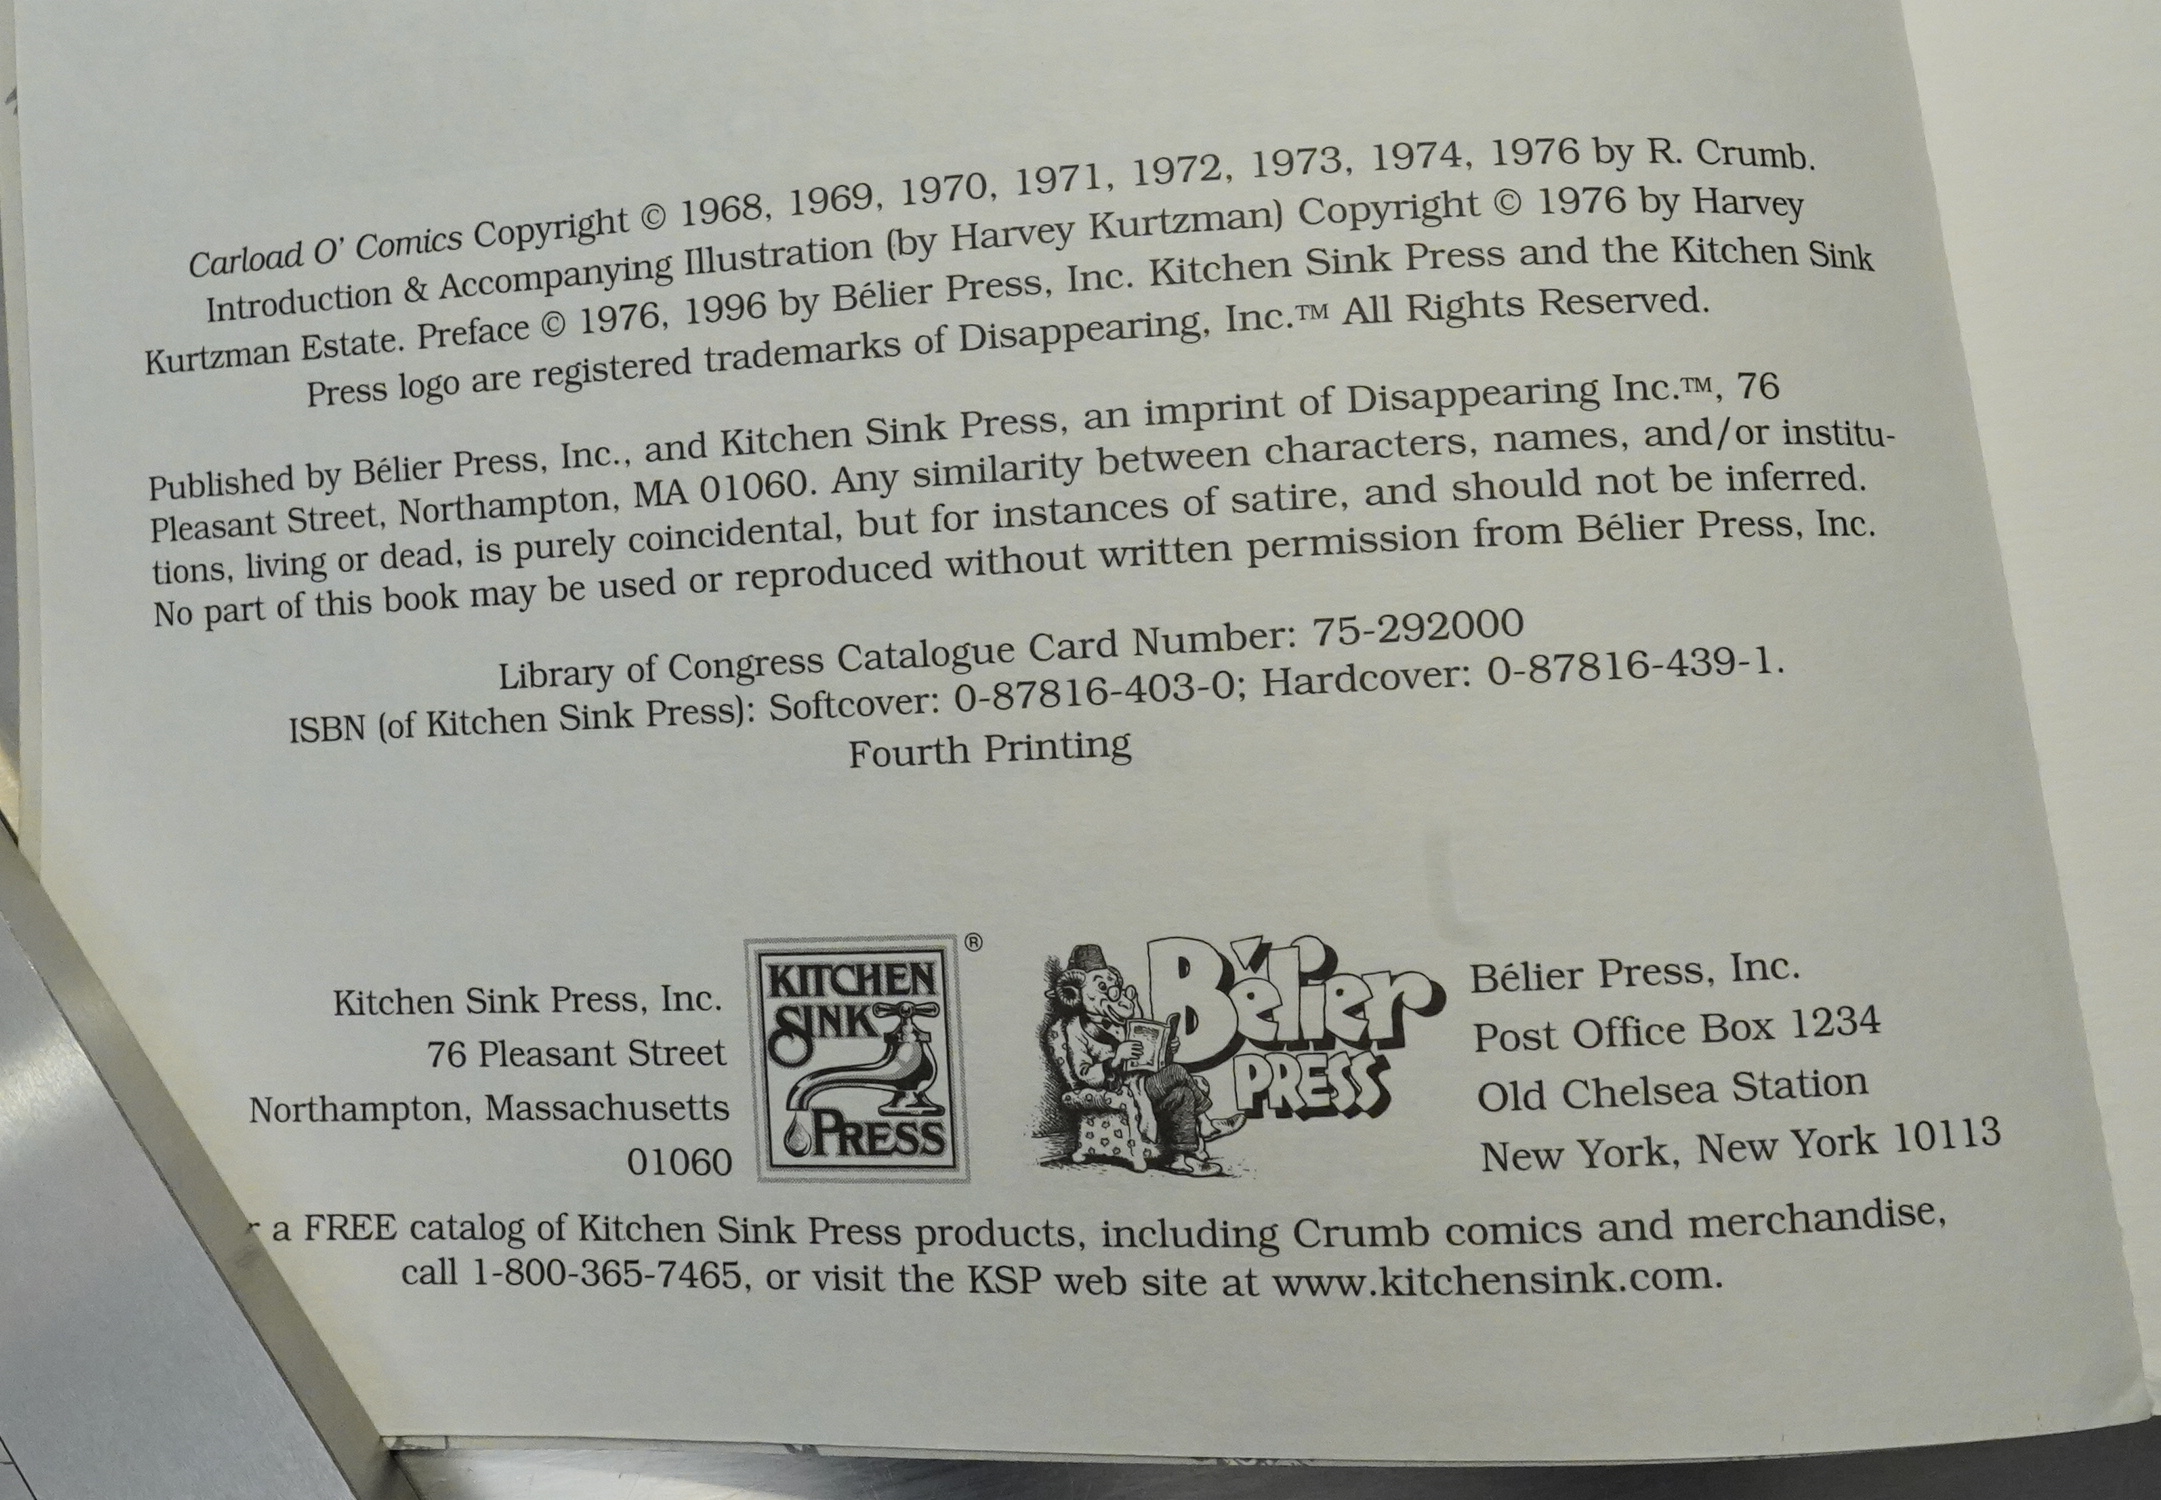 Carload O' Comics Copyright © 1968, 1969, 1970, 1971, 1972, 1973, 1974, 1976 by R. Crumb.
Introduction & Accompanying Illustration (by Harvey Kurtzman) Copyright © 1976 by Harvey
Kurtzman Estate. Preface © 1976, 1996 by Bélier Press, Inc. Kitchen Sink Press and the Kitchen Sink
Press logo are registered trademarks of Disappearing, Inc.™ All Rights Reserved.
Published by Bélier Press, Inc., and Kitchen Sink Press, an imprint of Disappearing Inc.™, 76
Pleasant Street, Northampton, MA 01060. Any similarity between characters, names, and/or institu-
tions, living or dead, is purely coincidental, but for instances of satire, and should not be inferred.
No part of this book may be used or reproduced without written permission from Bélier Press, Inc.
Library of Congress Catalogue Card Number: 75-292000
ISBN (of Kitchen Sink Press): Softcover: 0-87816-403-0; Hardcover: 0-87816-439-1.
Fourth Printing
Kitchen Sink Press, Inc.
76 Pleasant Street
Northampton, Massachusetts
01060
KITCHEN
SINK
PRESS
®
Bélier
PRESS
Bélier Press, Inc.
Post Office Box 1234
Old Chelsea Station
New York, New York 10113
a FREE catalog of Kitchen Sink Press products, including Crumb comics and merchandise,
call 1-800-365-7465, or visit the KSP web site at www.kitchensink.com.